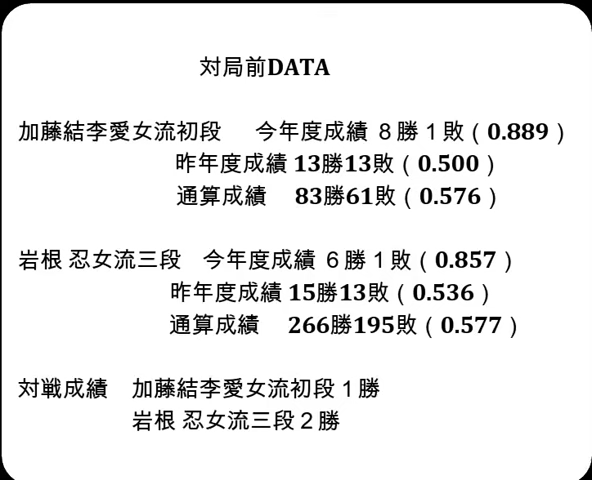 対局前DATA
加藤結李愛女流初段 今年度成績 8勝1敗(0.889)
昨年度成績 13勝13敗(0.500)
通算成績 83勝61敗(0.576)
岩根 忍女流三段 今年度成績 6勝1敗(0.857)
昨年度成績 15勝13敗(0.536)
通算成績 266勝195敗(0.577)
対戦成績 加藤結李愛女流初段1勝
岩根 忍女流三段2勝